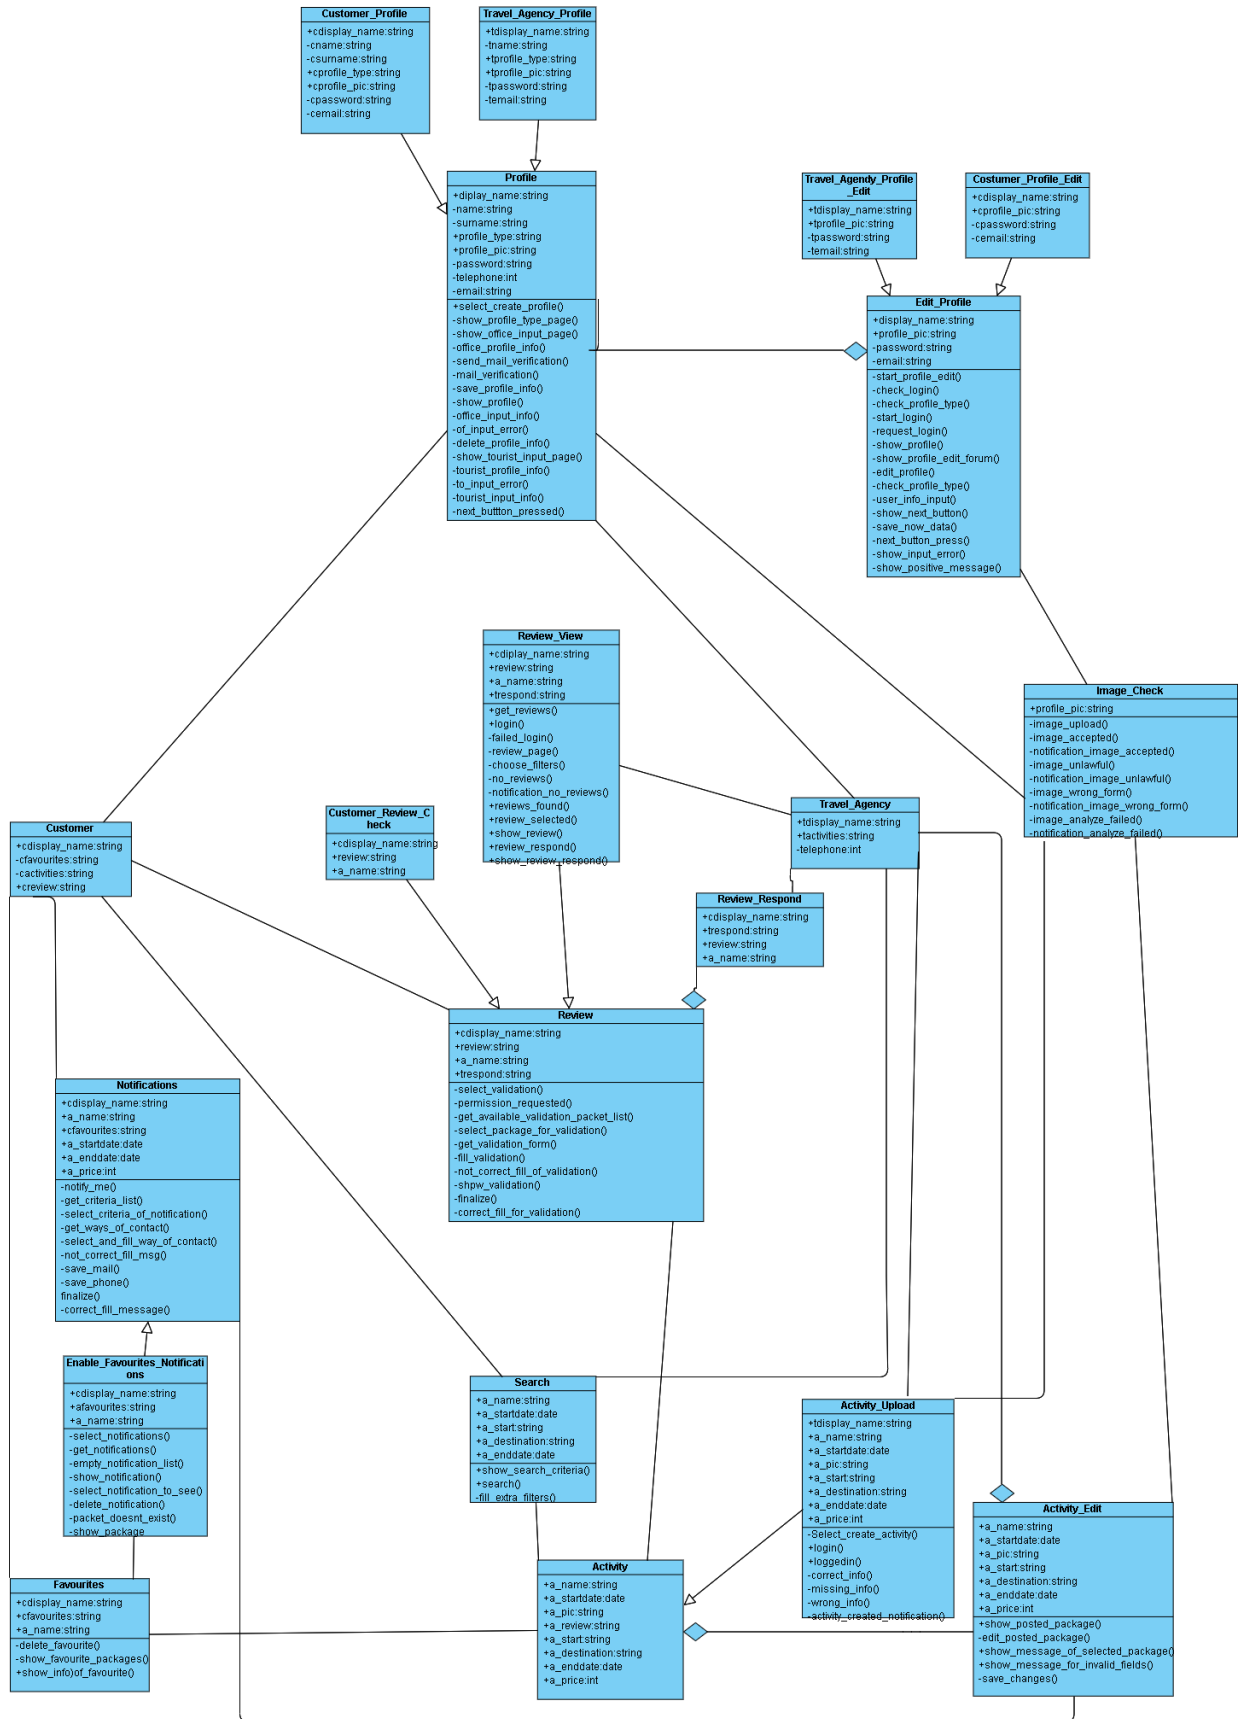 Customer_Profile
+cdisplay_name:string
-cname:string
-csurname:string
+cprofile_type:string
+cprofile_pic:string
-cpassword:string
-cemail:string
Travel_Agency_Profile
+tdisplay_name:string
-tname:string
+tprofile_type:string
+tprofile_pic:string
-tpassword:string
-temail:string
Profile
+diplay_name:string
-name:string
-surname:string
+profile_type:string
+profile_pic:string
-password:string
-telephone:int
-email:string
+select_create_profile()
-show_profile_type_page()
-show_office_input_page()
-office_profile_info()
-send_mail_verification()
-mail_verification()
-save_profile_info()
-show_profile()
-office_input_info()
-of_input_error()
-delete_profile_info()
-show_tourist_input_page()
-tourist_profile_info()
-to_input_error()
-tourist_input_info()
-next_buttton_pressed()
Travel_Agendy_Profile
_Edit
+tdisplay_name:string
+tprofile_pic:string
-tpassword:string
-temail:string
Costumer_Profile_Edit
+cdisplay_name:string
+cprofile_pic:string
-cpassword:string
-cemail:string
Edit_Profile
+display_name:string
+profile_pic:string
-password:string
-email:string
-start_profile_edit()
-check_login()
-check_profile_type()
-start_login()
-request_login()
-show_profile()
-show_profile_edit_forum()
-edit_profile()
-check_profile_type()
-user_info_input()
-show_next_button()
-save_now_data()
-next_button_press()
-show_input_error()
-show_positive_message()
Review_View
+cdiplay_name:string
+review:string
+a_name:string
+trespond:string
+get_reviews()
+login()
-failed_login()
-review_page()
-choose_filters()
-no_reviews()
-notification_no_reviews()
+reviews_found()
+review_selected()
+show_review()
+review_respond()
+show_review_respond()
Image_Check
+profile_pic:string
-image_upload()
-image_accepted()
-notification_image_accepted()
-image_unlawful()
-notification_image_unlawful()
-image_wrong_form()
-notification_image_wrong_form()
-image_analyze_failed()
-notification_analyze_failed()
Customer
+cdisplay_name:string
-cfavourites:string
-cactivities:string
+creview:string
Customer_Review_C
heck
+cdisplay_name:string
+review:string
+a_name:string
Travel_Agency
+tdisplay_name:string
+tactivities:string
-telephone:int
Review_Respond
+cdisplay_name:string
+trespond:string
+review:string
+a_name:string
Review
+cdisplay_name:string
+review:string
+a_name:string
+trespond:string
-select_validation()
-permission_requested()
-get_available_validation_packet_list()
-select_package_for_validation()
-get_validation_form()
-fill_validation()
-not_correct_fill_of_validation()
-shpw_validation()
-finalize()
-correct_fill_for_validation()
Notifications
+cdisplay_name:string
+a_name:string
+cfavourites:string
+a_startdate:date
+a_enddate:date
+a_price:int
-notify_me()
-get_criteria_list()
-select_criteria_of_notification()
-get_ways_of_contact()
-select_and_fill_way_of_contact()
-not_correct_fill_msg()
-save_mail()
-save_phone()
finalize()
-correct_fill_message()
Enable_Favourites_Notificati
ons
+cdisplay_name:string
+afavourites:string
+a_name:string
-select_notifications()
-get_notifications()
-empty_notification_list()
-show_notification()
-select_notification_to_see()
-delete_notification()
-packet_doesnt_exist()
-show_package
Search
+a_name:string
+a_startdate:date
+a_start:string
+a_destination:string
+a_enddate:date
+show_search_criteria()
+search()
-fill_extra_filters()
Activity_Upload
+tdisplay_name:string
+a_name:string
+a_startdate:date
+a_pic:string
+a_start:string
+a_destination:string
+a_enddate:date
+a_price:int
-Select_create_activity()
+login()
+loggedin()
-correct_info()
-missing_info()
-wrong_info()
-activity_created_notification()
Activity_Edit
+a_name:string
+a_startdate:date
+a_pic:string
+a_start:string
+a_destination:string
+a_enddate:date
+a_price:int
+show_posted_package()
-edit_posted_package()
+show_message_of_selected_package()
+show_message_for_invalid_fields()
-save_changes()
Favourites
+cdisplay_name:string
+cfavourites:string
+a_name:string
-delete_favourite()
-show_favourite_packages()
+show_info)of_favourite()
Activity
+a_name:string
+a_startdate:date
+a_pic:string
+a_review:string
+a_start:string
+a_destination:string
+a_enddate:date
+a_price:int